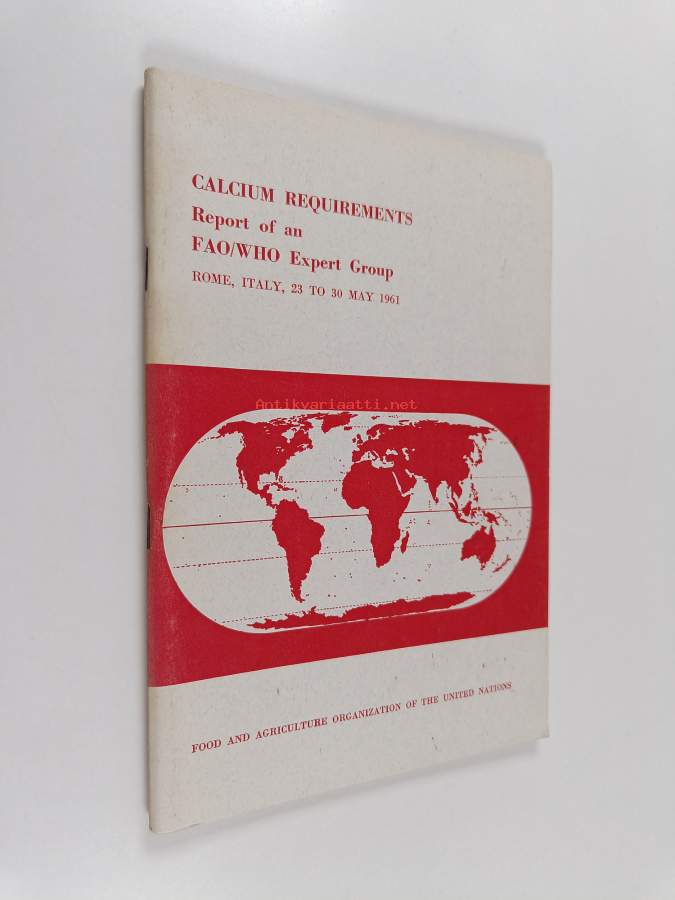 CALCIUM REQUIREMENTS
Report of an
FAO/WHO Expert Group
ROME, ITALY, 23 TO 30 MAY 1961
Antikvariaatti.net
FOOD AND AGRICULTURE ORGANIZATION OF THE UNITED NATIONS